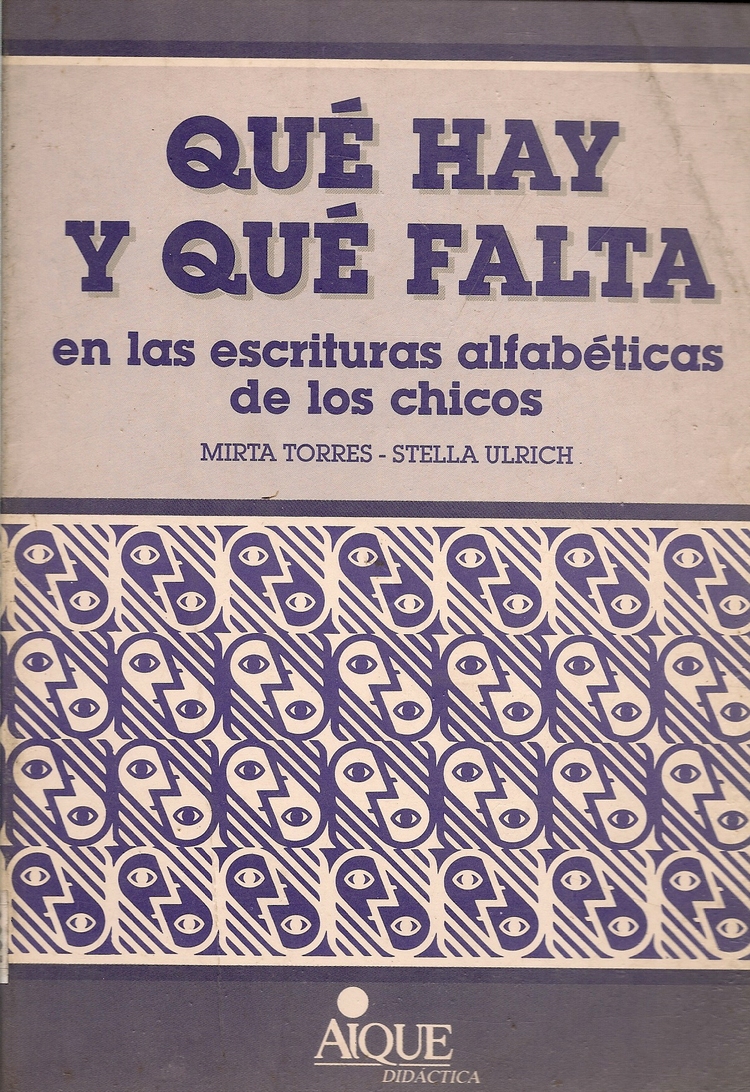 QUÉ HAY
Y QUÉ FALTA
en las escrituras alfabéticas
de los chicos
MIRTA TORRES - STELLA ULRICH
AIQUE
DIDÁCTICA